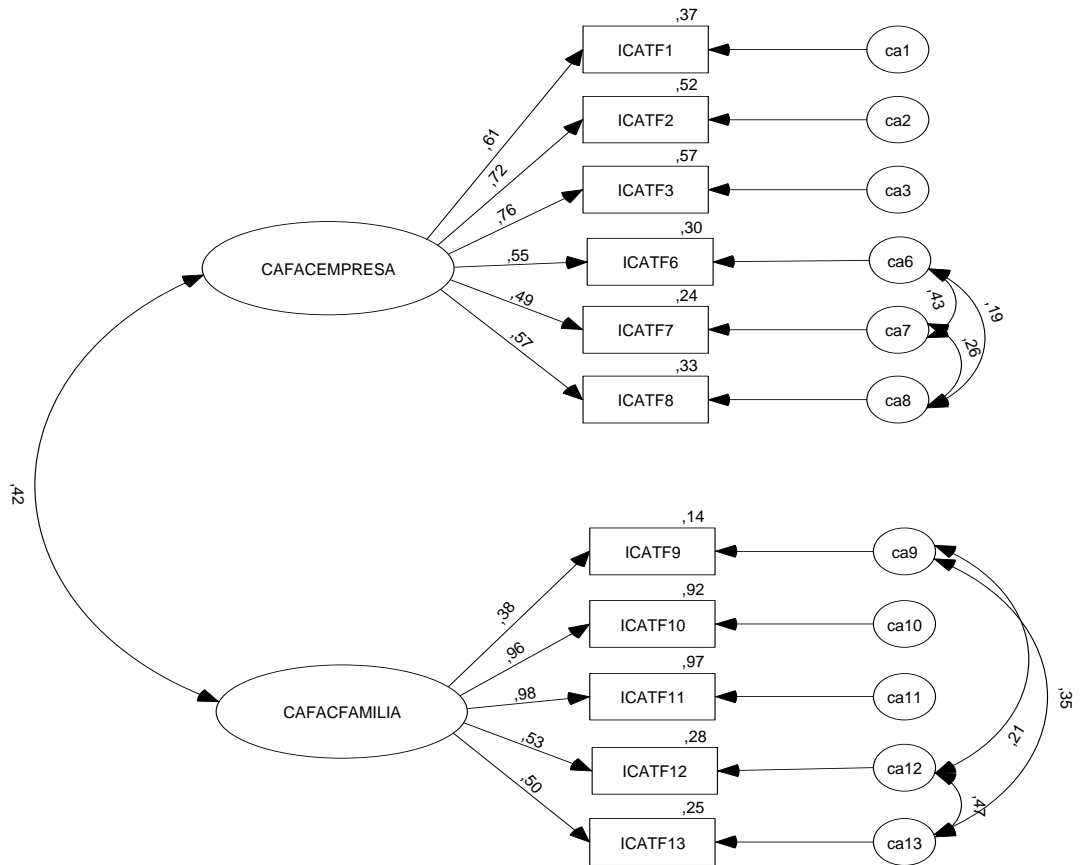 ,37
ICATF1
ca1
,61
,52
ICATF2
ca2
,72
,57
ICATF3
ca3
,76
,30
CAFACEMPRESA
,55
ICATF6
ca6
,49
,24
ICATF7
ca7
,43
,19
,57
,33
ICATF8
ca8
,26
,42
,14
ICATF9
ca9
,38
,92
ICATF10
ca10
,96
,97
ICATF11
ca11
,98
,35
CAFACFAMILIA
,53
,28
ICATF12
ca12
,21
,50
,25
ICATF13
ca13
,47